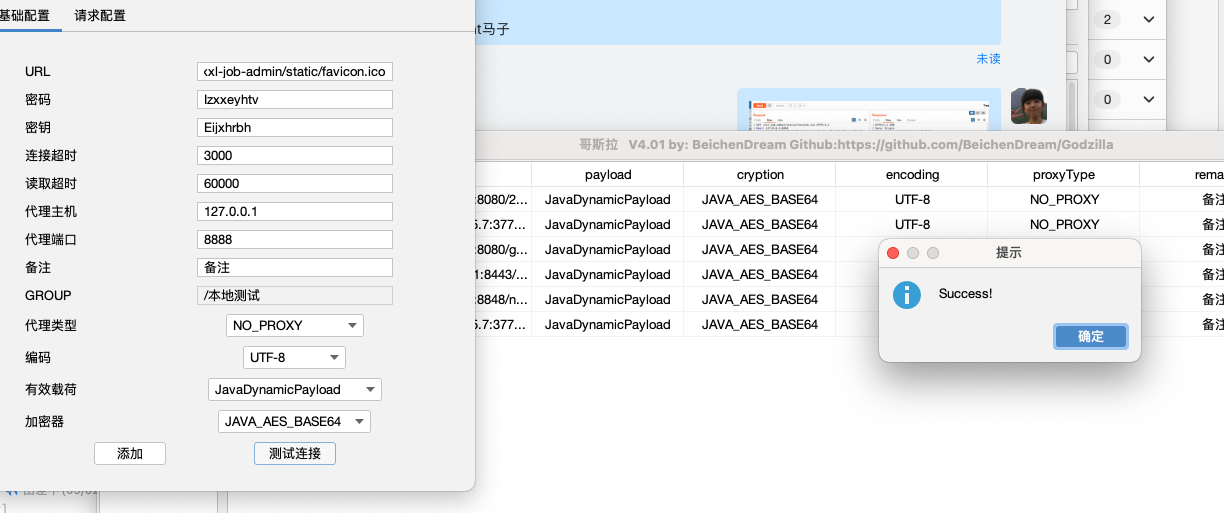 基础配置 请求配置
URL
xl-job-admin/static/favicon.ico
密码
lzxxeyhtv
密钥
Eijxhrbh
连接超时
3000
读取超时
60000
代理主机
127.0.0.1
代理端口
8888
备注
备注
GROUP
/本地测试
代理类型
NO_PROXY
编码
UTF-8
有效载荷
JavaDynamicPayload
加密器
JAVA_AES_BASE64
添加
测试连接
t马子
未读
2
0
0
哥斯拉 V4.01 by: BeichenDream Github:https://github.com/BeichenDream/Godzilla
payload cryption encoding proxyType rema
:8080/2... JavaDynamicPayload JAVA_AES_BASE64 UTF-8 NO_PROXY 备注
5.7:377... JavaDynamicPayload JAVA_AES_BASE64 UTF-8 NO_PROXY 备注
:8080/g... JavaDynamicPayload JAVA_AES_BASE64 备注
1:8443/... JavaDynamicPayload JAVA_AES_BASE64 备注
:8848/n... JavaDynamicPayload JAVA_AES_BASE64 备注
5.7:377... JavaDynamicPayload JAVA_AES_BASE64 备注
提示
Success!
确定